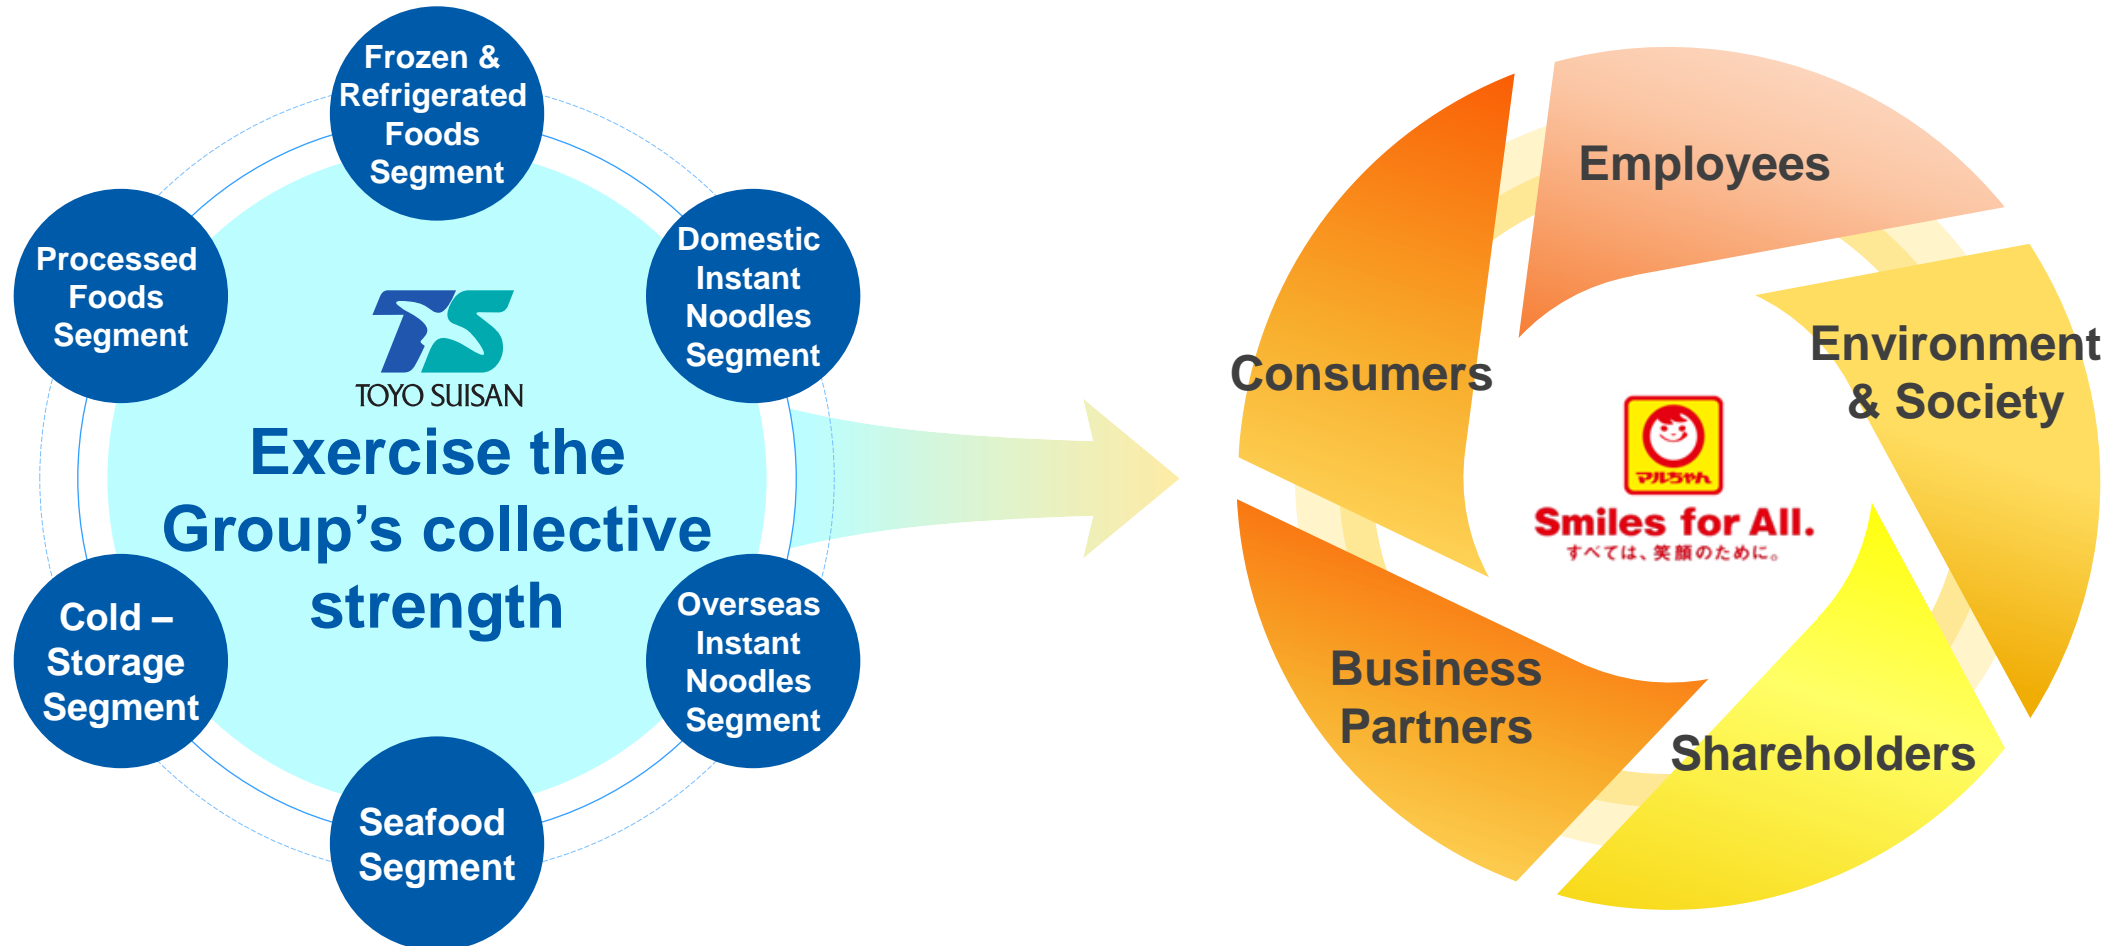 Frozen &
Refrigerated
Foods
Segment
Processed
Foods
Segment
Domestic
Instant
Noodles
Segment
TOYO SUISAN
Exercise the
Group’s collective
strength
Cold –
Storage
Segment
Overseas
Instant
Noodles
Segment
Seafood
Segment
Employees
Consumers
Environment
& Society
マルちゃん
Smiles for All.
すべては、笑顔のために。
Business
Partners
Shareholders